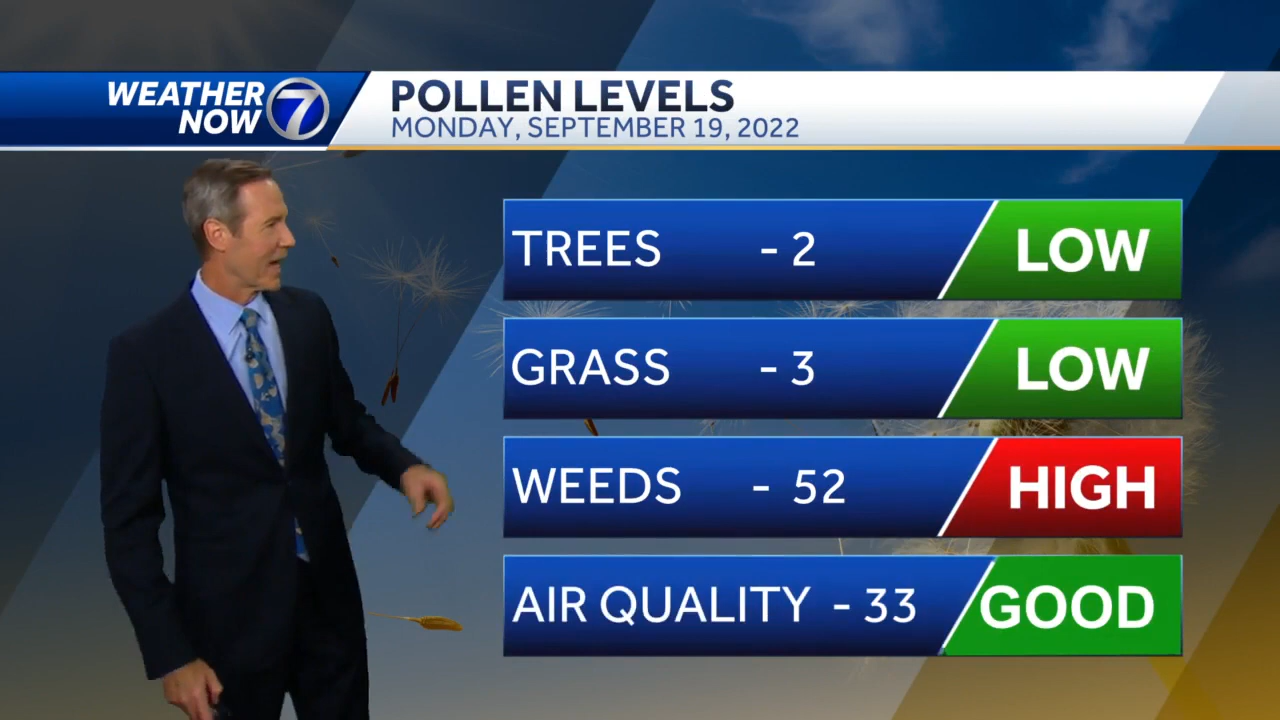 WEATHER
NOW 7
POLLEN LEVELS
MONDAY, SEPTEMBER 19, 2022
TREES - 2 LOW
GRASS - 3 LOW
WEEDS - 52 HIGH
AIR QUALITY - 33 GOOD